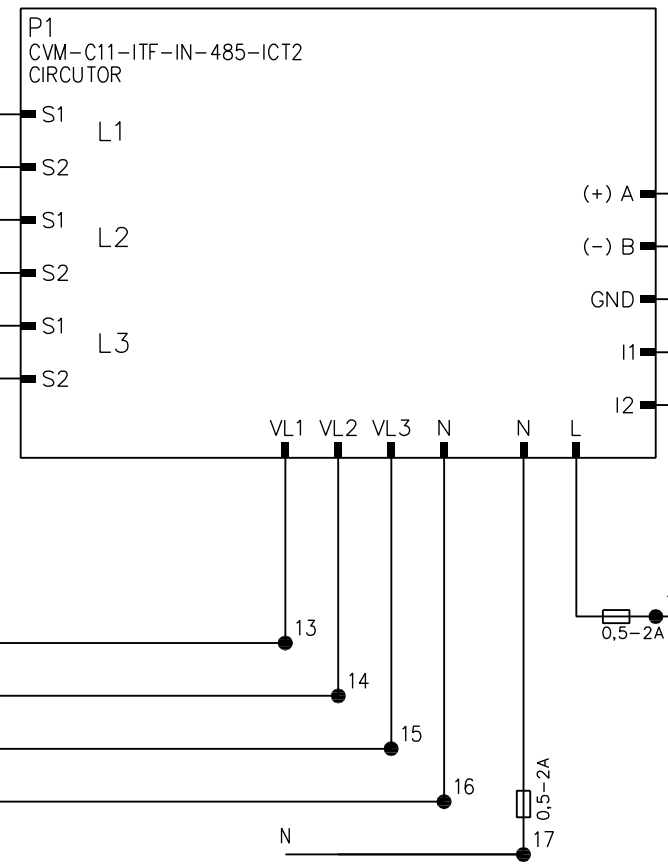 P1
CVM-C11-ITF-IN-485-ICT2
CIRCUTOR
S1
L1
S2
(+) A
S1
L2
(-) B
S2
GND
S1
L3
I1
S2
I2
VL1 VL2 VL3 N N L
13
0,5-2A
14
15
0,5-2A
16
N
17